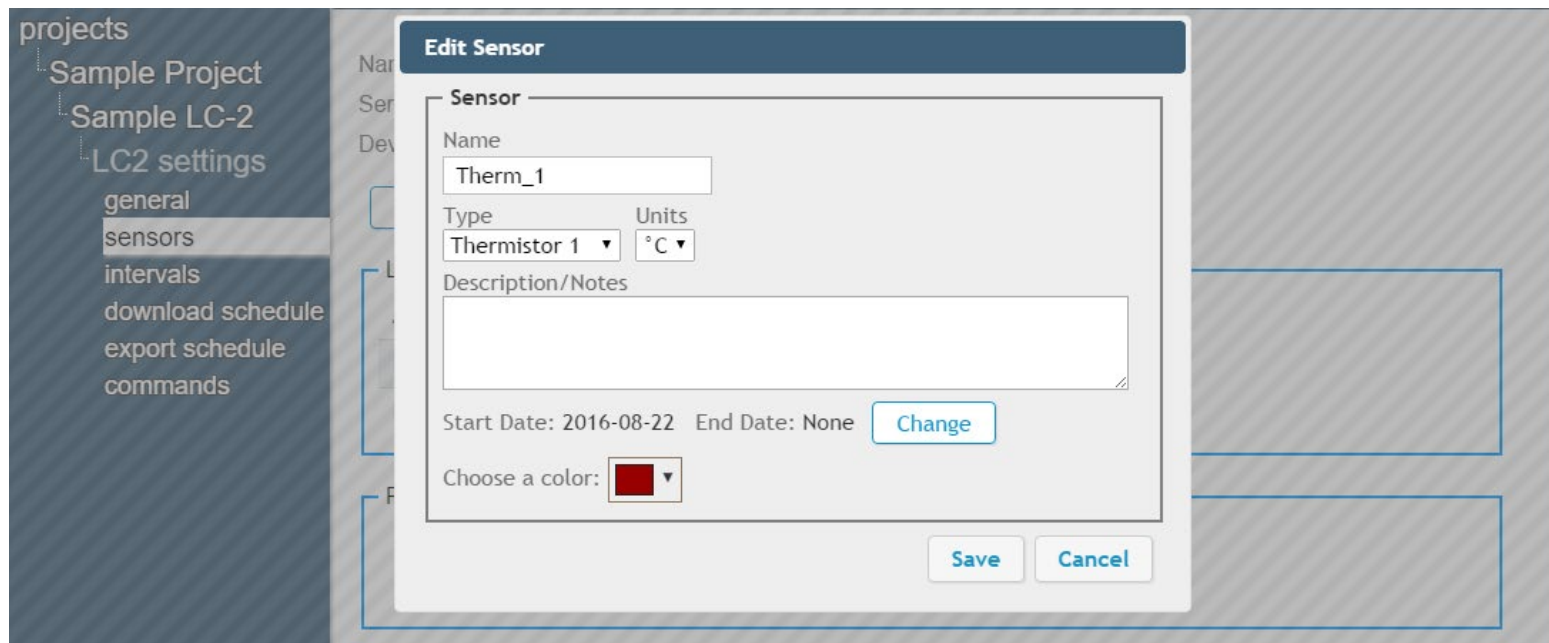 projects
Sample Project
Sample LC-2
LC2 settings
general
sensors
intervals
download schedule
export schedule
commands
Edit Sensor
Sensor
Name
Therm_1
Type Units
Thermistor 1 °C
Description/Notes
Start Date: 2016-08-22 End Date: None Change
Choose a color:
Save Cancel